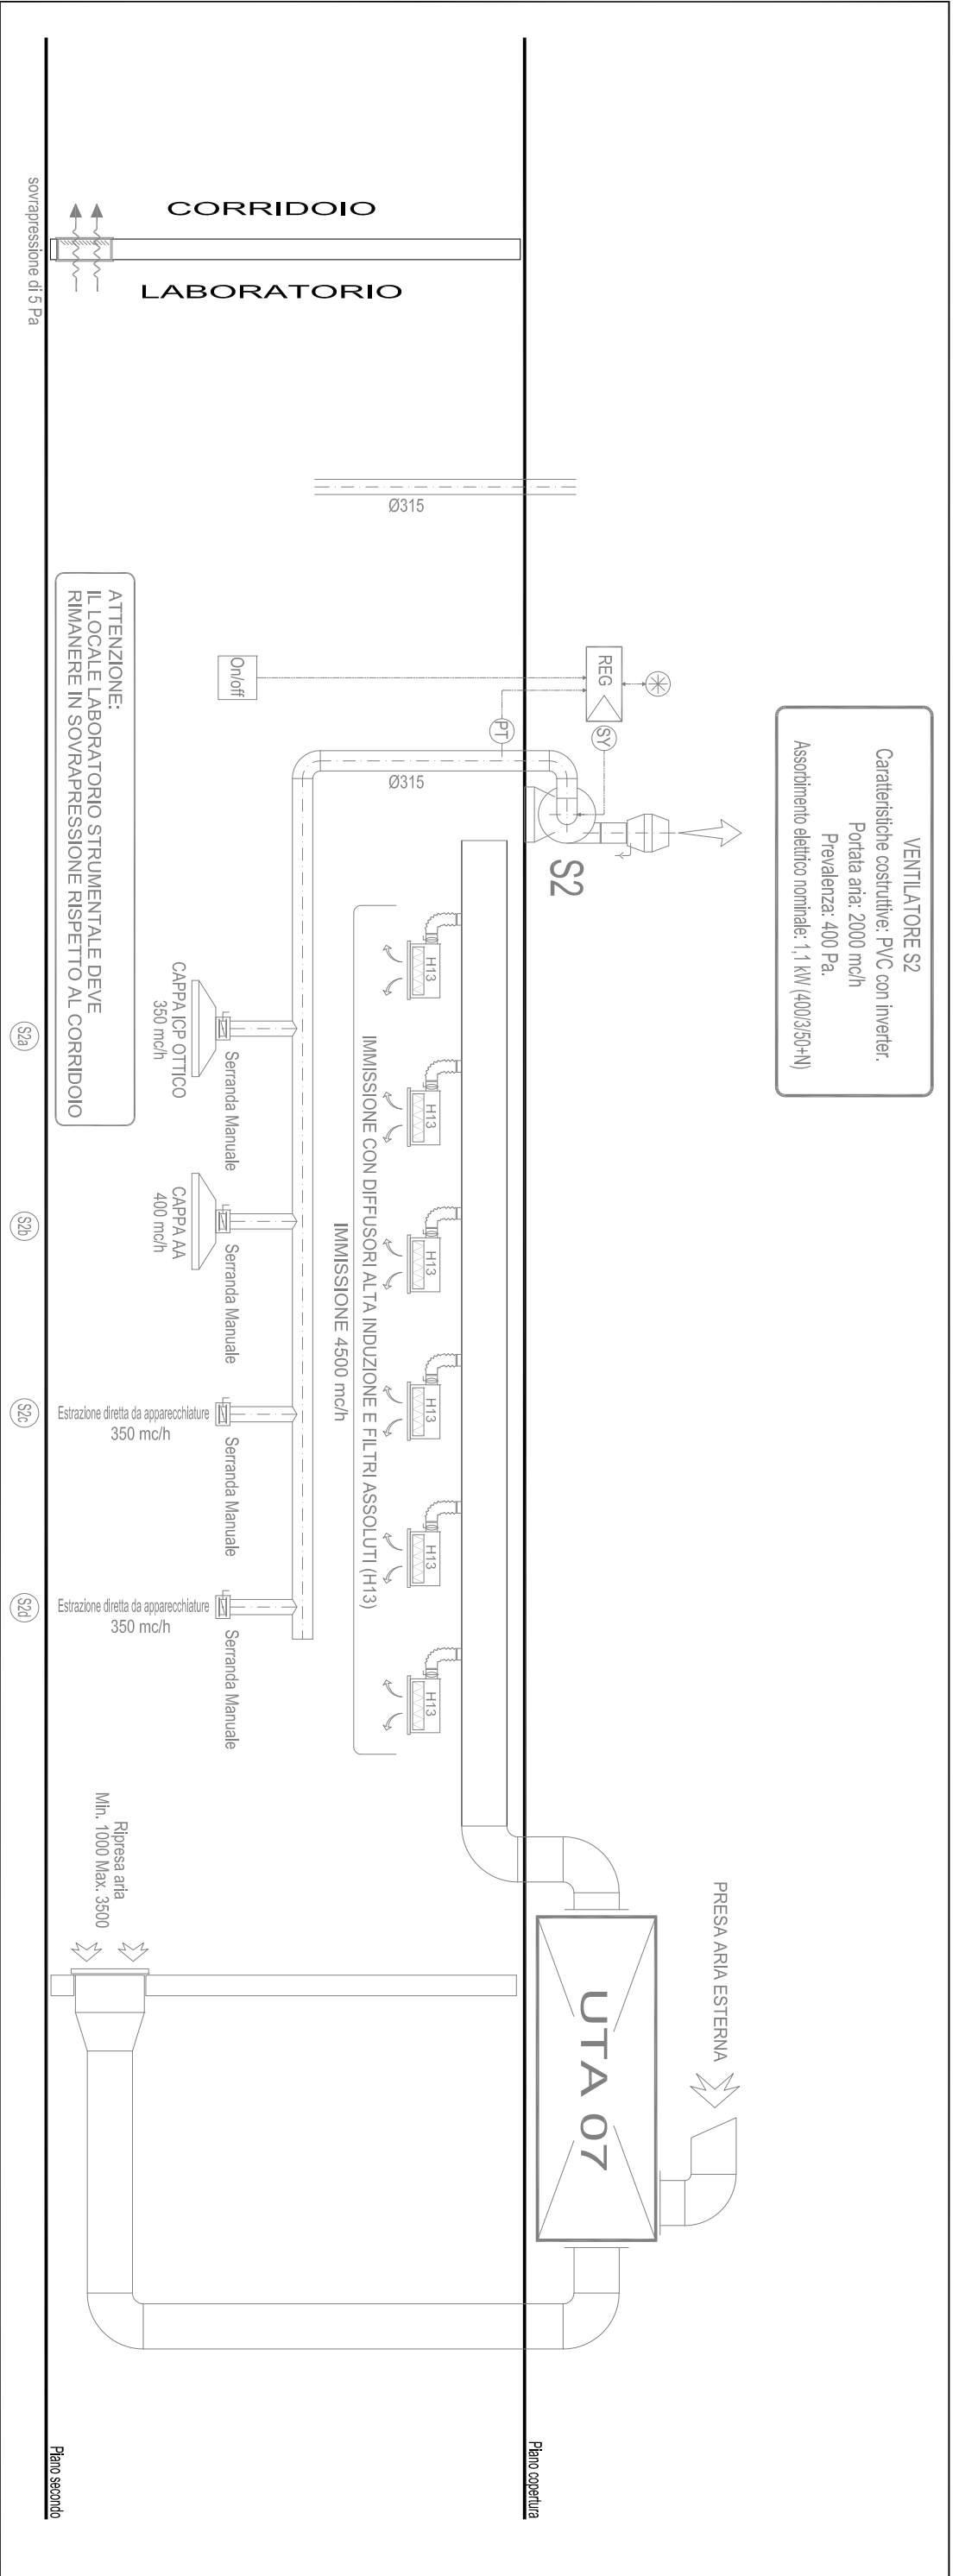 VENTILATORE S2
Caratteristiche costruttive: PVC con inverter.
Portata aria: 2000 mc/h
Prevalenza: 400 Pa.
Assorbimento elettrico nominale: 1,1 kW (400/3/50+N)
PRESA ARIA ESTERNA
REG
SY
PT
S2
UTA 07
Piano copertura
CORRIDOIO
LABORATORIO
Ø315
Ø315
On/off
H13
H13
H13
H13
H13
H13
IMMISSIONE CON DIFFUSORI ALTA INDUZIONE E FILTRI ASSOLUTI (H13)
IMMISSIONE 4500 mc/h
Serranda Manuale
Serranda Manuale
Serranda Manuale
Serranda Manuale
CAPPA ICP OTTICO
350 mc/h
CAPPA AA
400 mc/h
Estrazione diretta da apparecchiature
350 mc/h
Estrazione diretta da apparecchiature
350 mc/h
Ripresa aria
Min. 1000 Max. 3500
ATTENZIONE:
IL LOCALE LABORATORIO STRUMENTALE DEVE
RIMANERE IN SOVRAPRESSIONE RISPETTO AL CORRIDOIO
Piano secondo
sovrapressione di 5 Pa
S2a
S2b
S2c
S2d